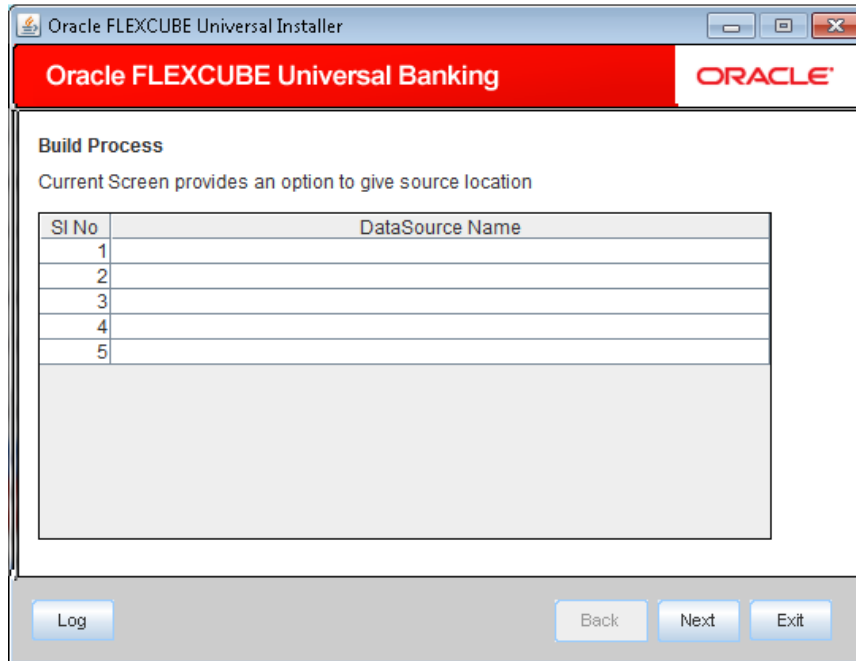 Oracle FLEXCUBE Universal Installer
Oracle FLEXCUBE Universal Banking
ORACLE
Build Process
Current Screen provides an option to give source location
Sl No DataSource Name
1
2
3
4
5
Log Back Next Exit